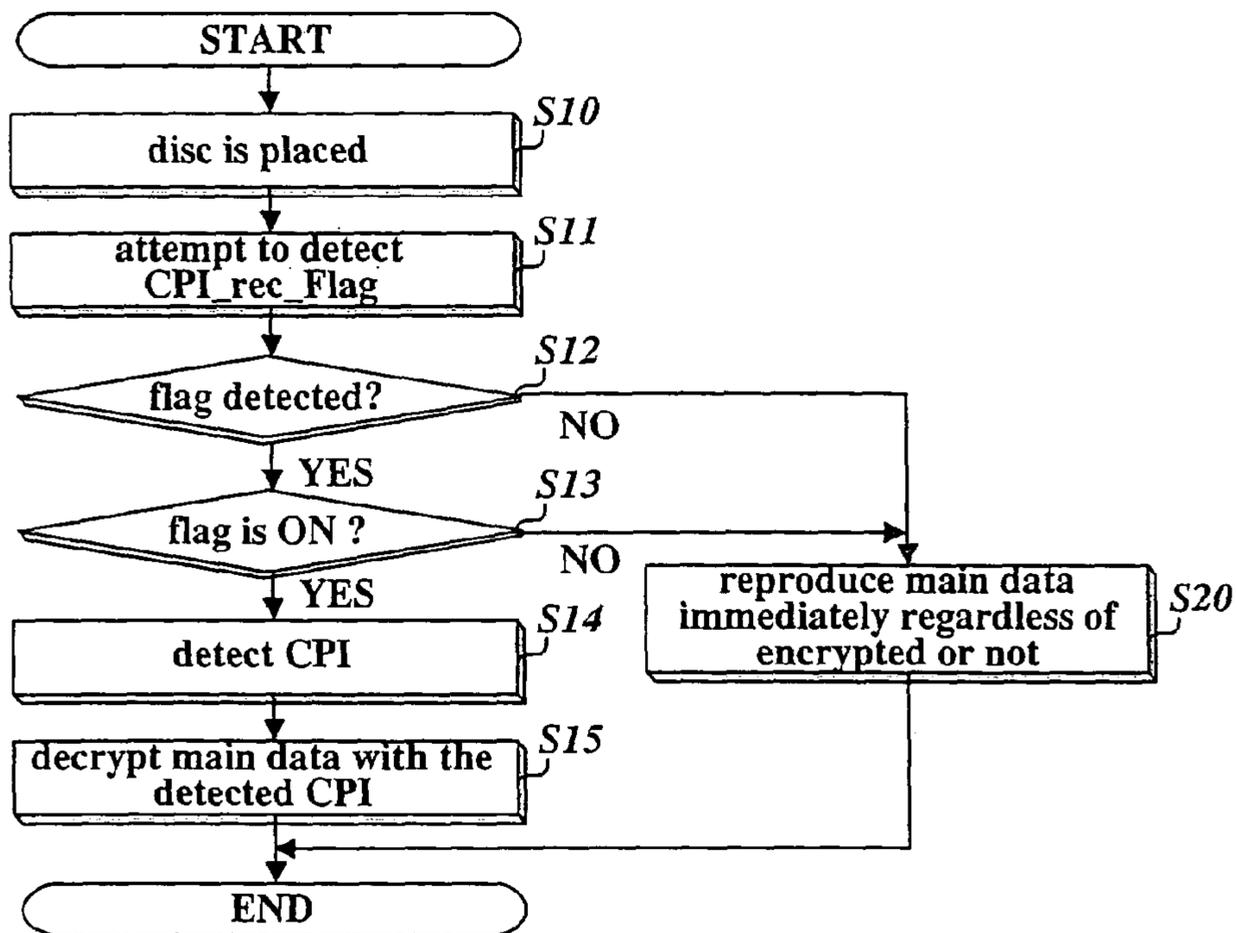 START
S10
disc is placed
S11
attempt to detect
CPI_rec_Flag
S12
flag detected?
NO
YES
S13
flag is ON ?
NO
YES
S14
detect CPI
reproduce main data
immediately regardless of
encrypted or not
S20
S15
decrypt main data with the
detected CPI
END